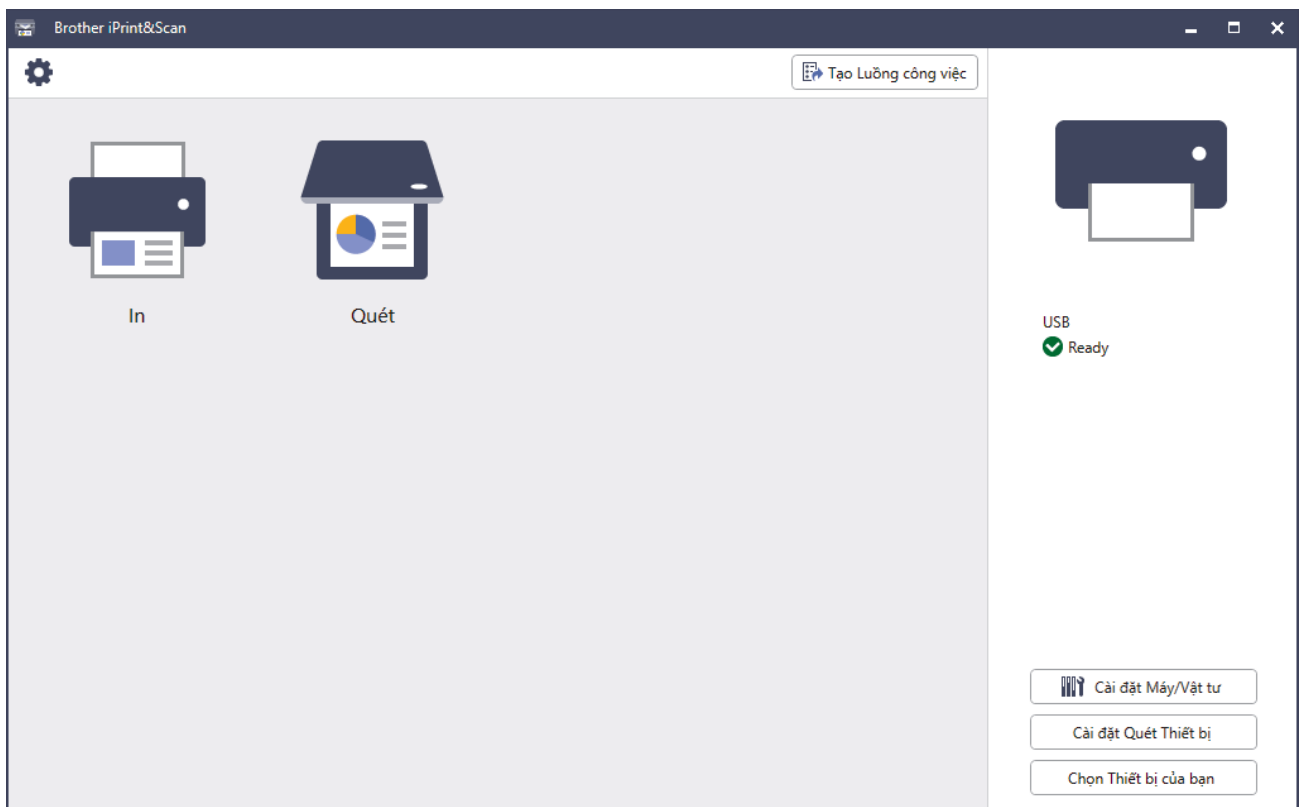 Brother iPrint&Scan
Tạo Luồng công việc
In
Quét
USB
Ready
Cài đặt Máy/Vật tư
Cài đặt Quét Thiết bị
Chọn Thiết bị của bạn